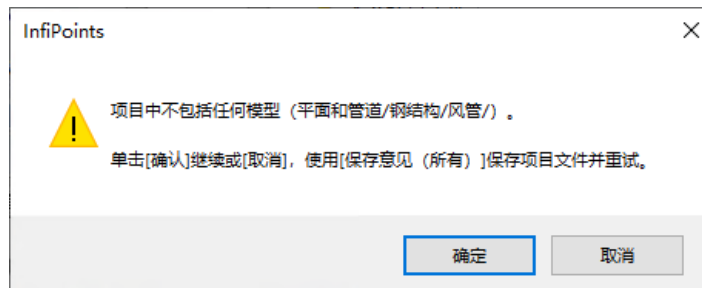 InfiPoints
项目中不包括任何模型（平面和管道/钢结构/风管/）。
单击[确认]继续或[取消]，使用[保存意见（所有）]保存项目文件并重试。
确定
取消